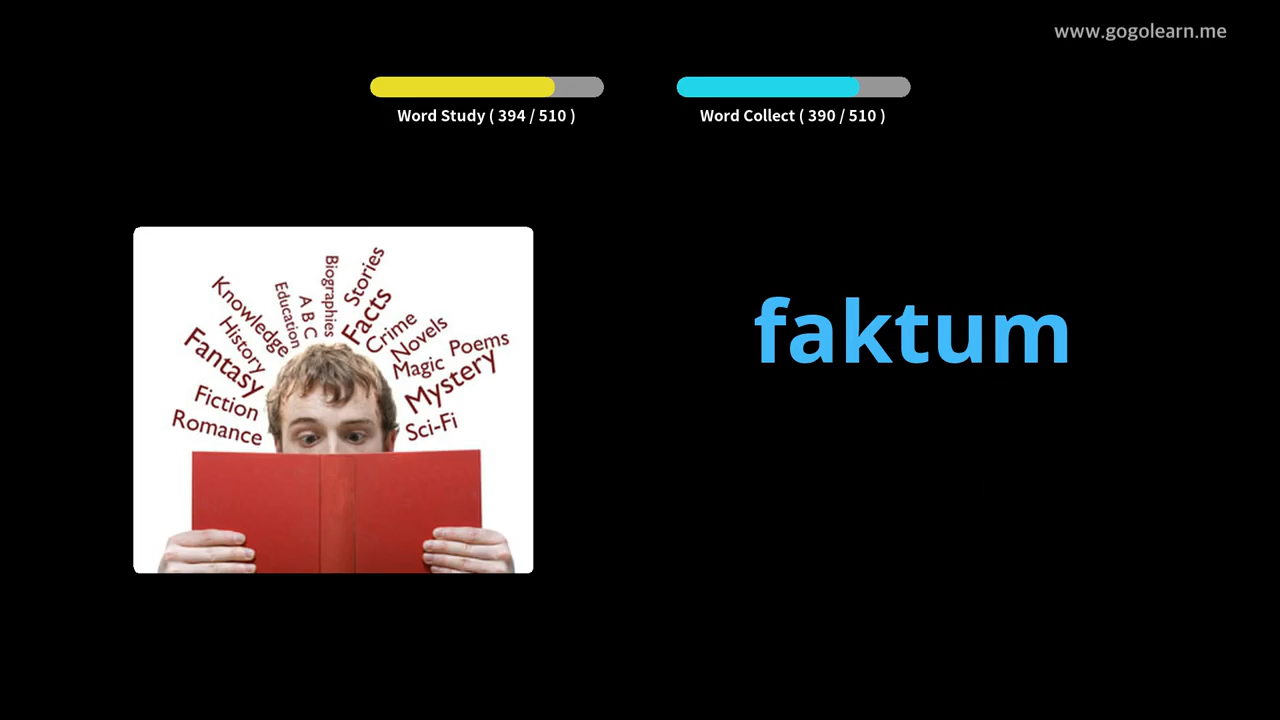 www.gogolearn.me
Word Study ( 394 / 510 )
Word Collect ( 390 / 510 )
faktum
Romance
Fiction
Fantasy
History
Knowledge
Education
A B C
Biographies
Stories
Facts
Crime
Novels
Magic
Poems
Mystery
Sci-Fi